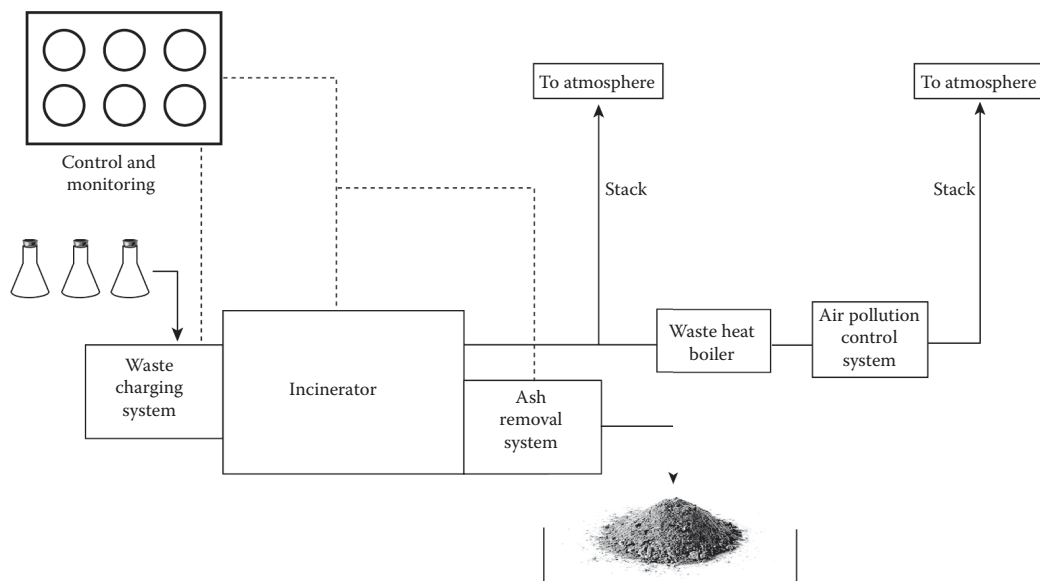 Control and
monitoring
To atmosphere
To atmosphere
Stack
Stack
Waste
charging
system
Incinerator
Ash
removal
system
Waste heat
boiler
Air pollution
control
system